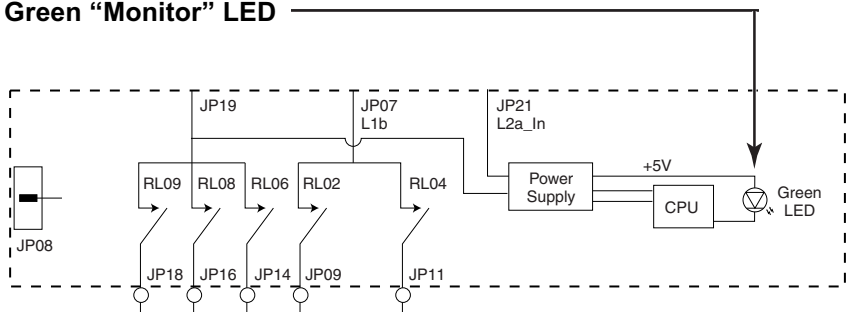 Green “Monitor” LED
JP19
JP07
L1b
JP21
L2a_In
+5V
RL09
RL08
RL06
RL02
RL04
Power
Supply
CPU
Green
LED
JP08
JP18
JP16
JP14
JP09
JP11